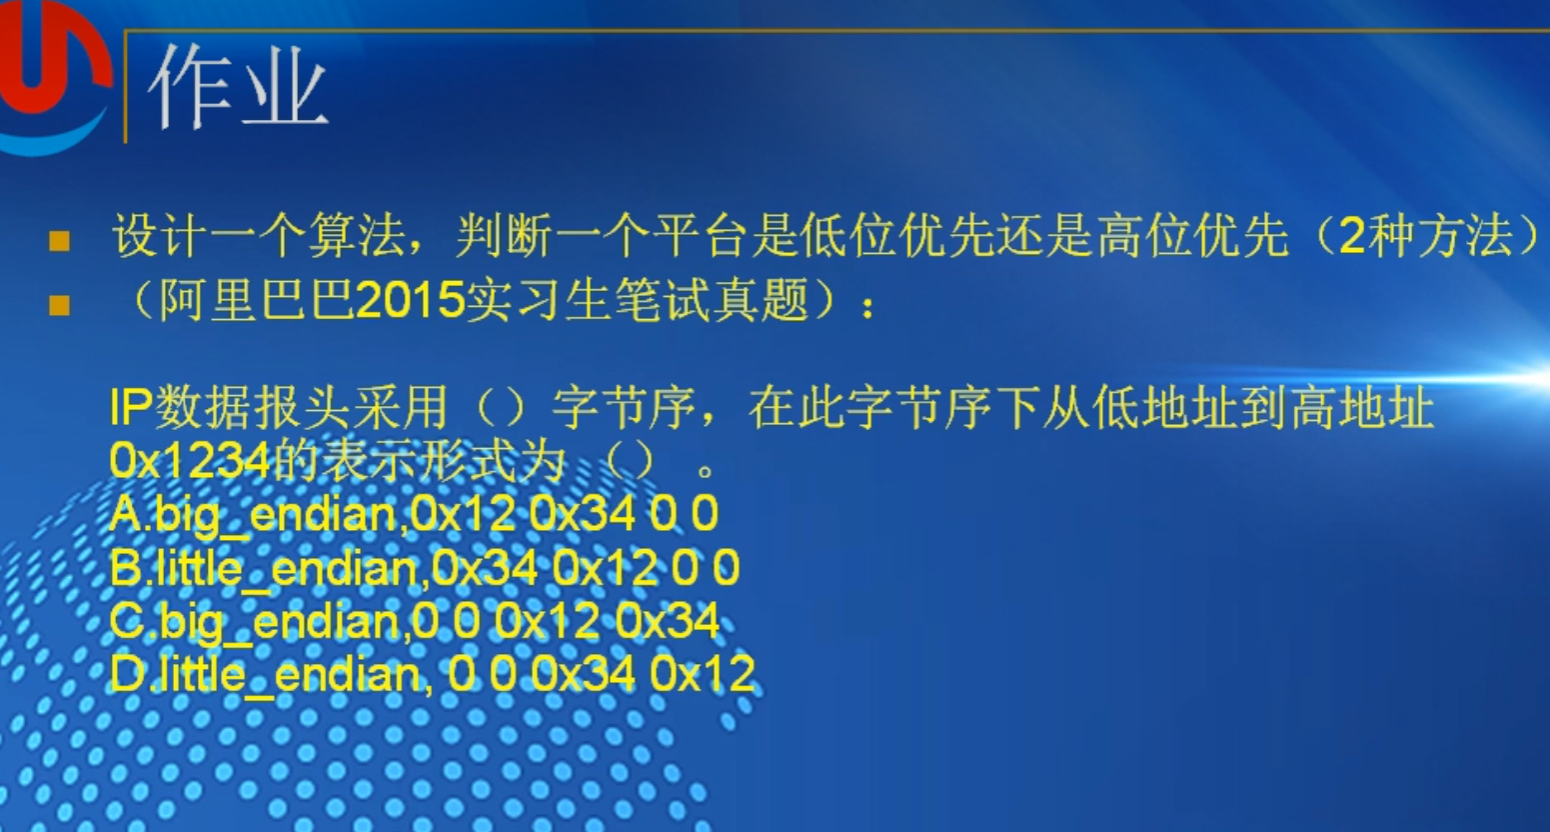 作业
设计一个算法，判断一个平台是低位优先还是高位优先（2种方法）
（阿里巴巴2015实习生笔试真题）：
IP数据报头采用（）字节序，在此字节序下从低地址到高地址
0x1234的表示形式为（） 。
A.big_endian,0x12 0x34 0 0
B.little_endian,0x34 0x12 0 0
C.big_endian,0 0 0x12 0x34
D.little_endian, 0 0 0x34 0x12